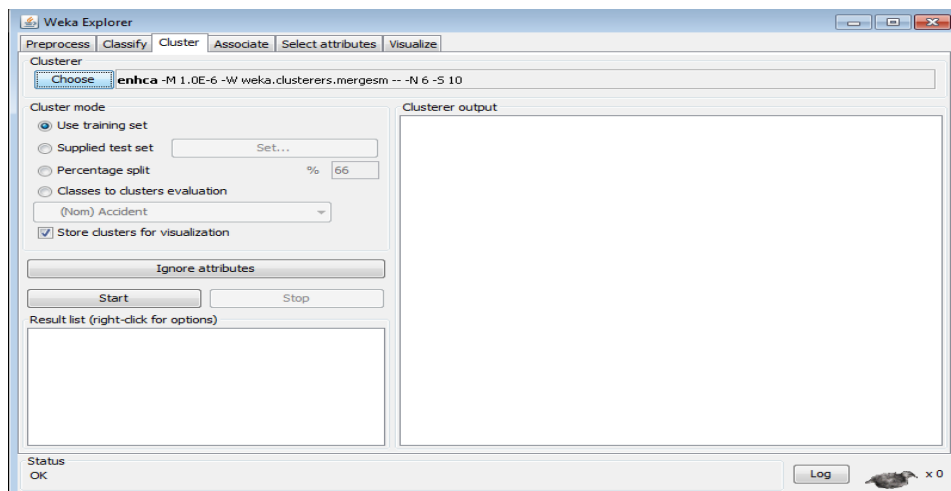 Weka Explorer
Preprocess Classify Cluster Associate Select attributes Visualize
Clusterer
Choose enhca -M 1.0E-6 -W weka.clusterers.mergesm -- -N 6 -S 10
Cluster mode
Use training set
Supplied test set Set...
Percentage split % 66
Classes to clusters evaluation
(Nom) Accident
Store clusters for visualization
Ignore attributes
Start Stop
Result list (right-click for options)
Clusterer output
Status
OK
Log x 0